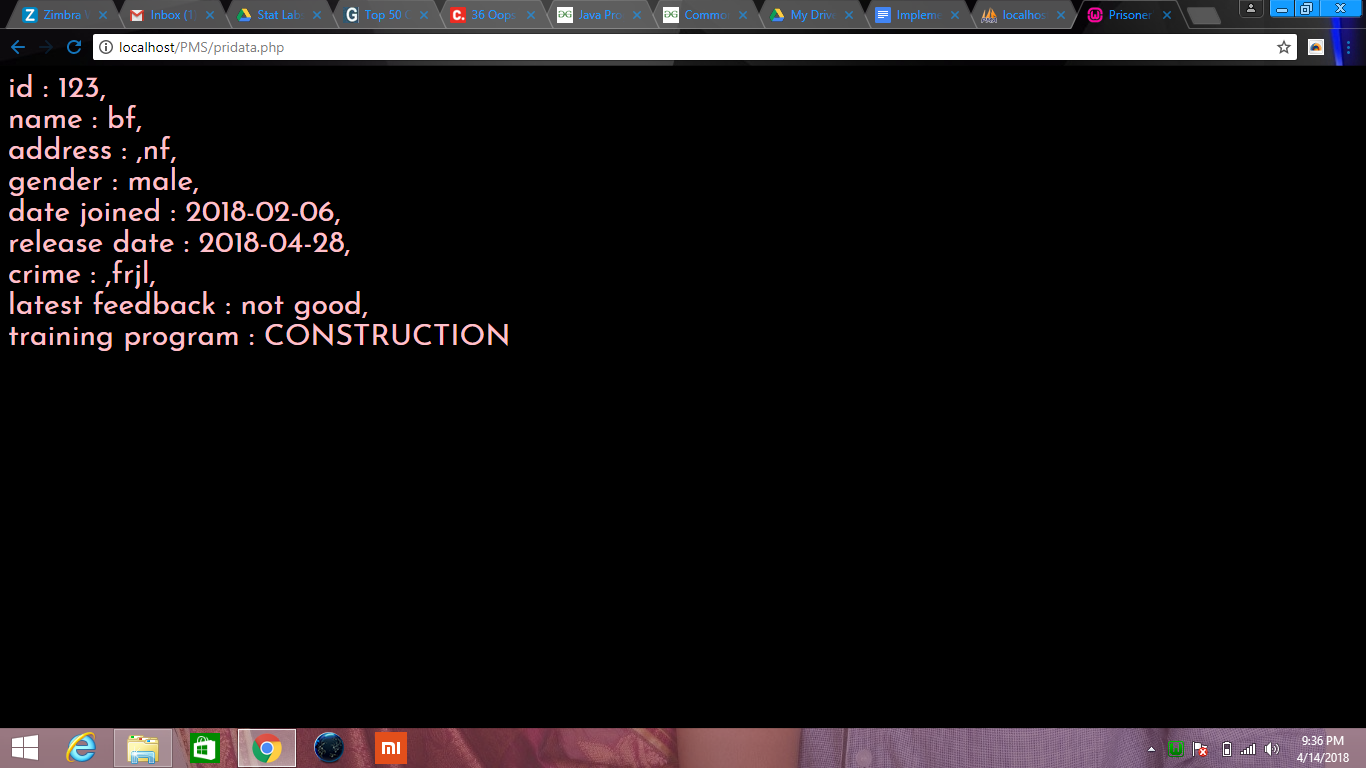 Zimbra
Inbox (1
Stat Lab
Top 50
36 Oops
Java Pro
Commo
My Drive
Implem
localhos
Prisoner
localhost/PMS/pridata.php
id : 123,
name : bf,
address : ,nf,
gender : male,
date joined : 2018-02-06,
release date : 2018-04-28,
crime : ,frjl,
latest feedback : not good,
training program : CONSTRUCTION
9:36 PM
4/14/2018